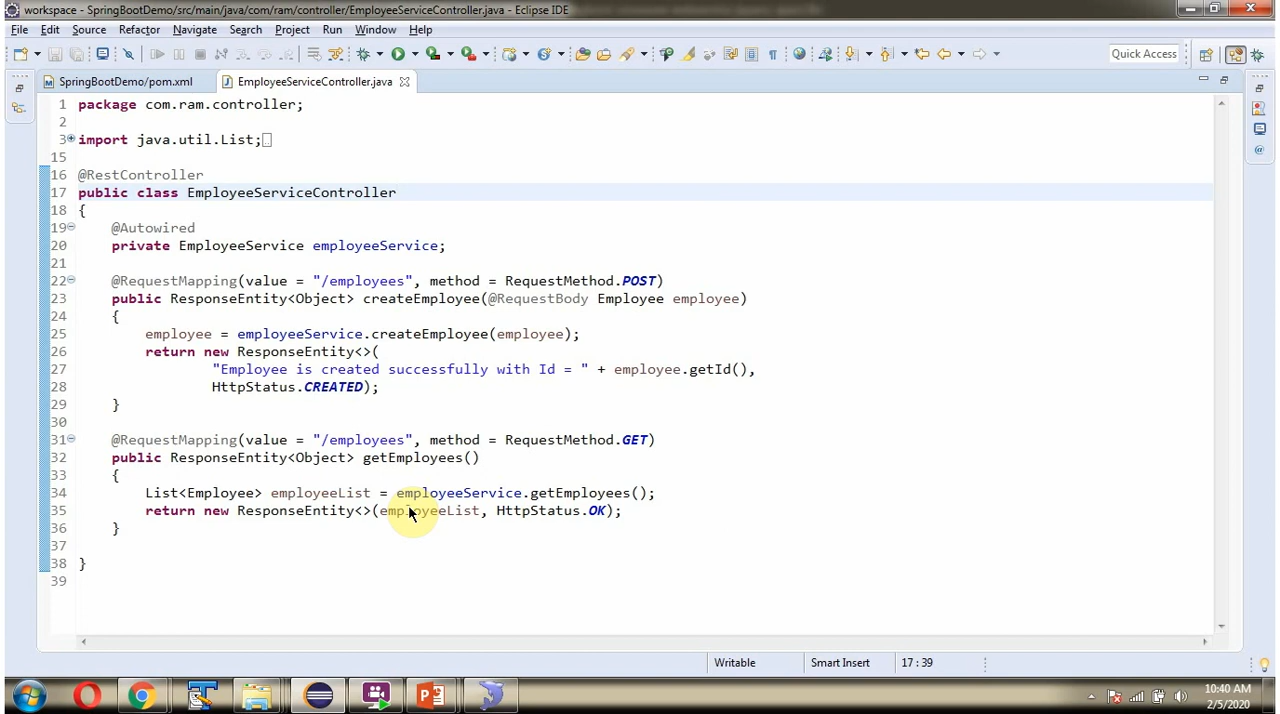 workspace - SpringBootDemo/src/main/java/com/ram/controller/EmployeeServiceController.java - Eclipse IDE
File Edit Source Refactor Navigate Search Project Run Window Help
Quick Access
SpringBootDemo/pom.xml EmployeeServiceController.java
1 package com.ram.controller;
2
3 import java.util.List;
15
16 @RestController
17 public class EmployeeServiceController
18 {
19 @Autowired
20 private EmployeeService employeeService;
21
22 @RequestMapping(value = "/employees", method = RequestMethod.POST)
23 public ResponseEntity<Object> createEmployee(@RequestBody Employee employee)
24 {
25 employee = employeeService.createEmployee(employee);
26 return new ResponseEntity<>(
27 "Employee is created successfully with Id = " + employee.getId(),
28 HttpStatus.CREATED);
29 }
30
31 @RequestMapping(value = "/employees", method = RequestMethod.GET)
32 public ResponseEntity<Object> getEmployees()
33 {
34 List<Employee> employeeList = employeeService.getEmployees();
35 return new ResponseEntity<>(employeeList, HttpStatus.OK);
36 }
37
38 }
39
Writable Smart Insert 17 : 39
10:40 AM
2/5/2020